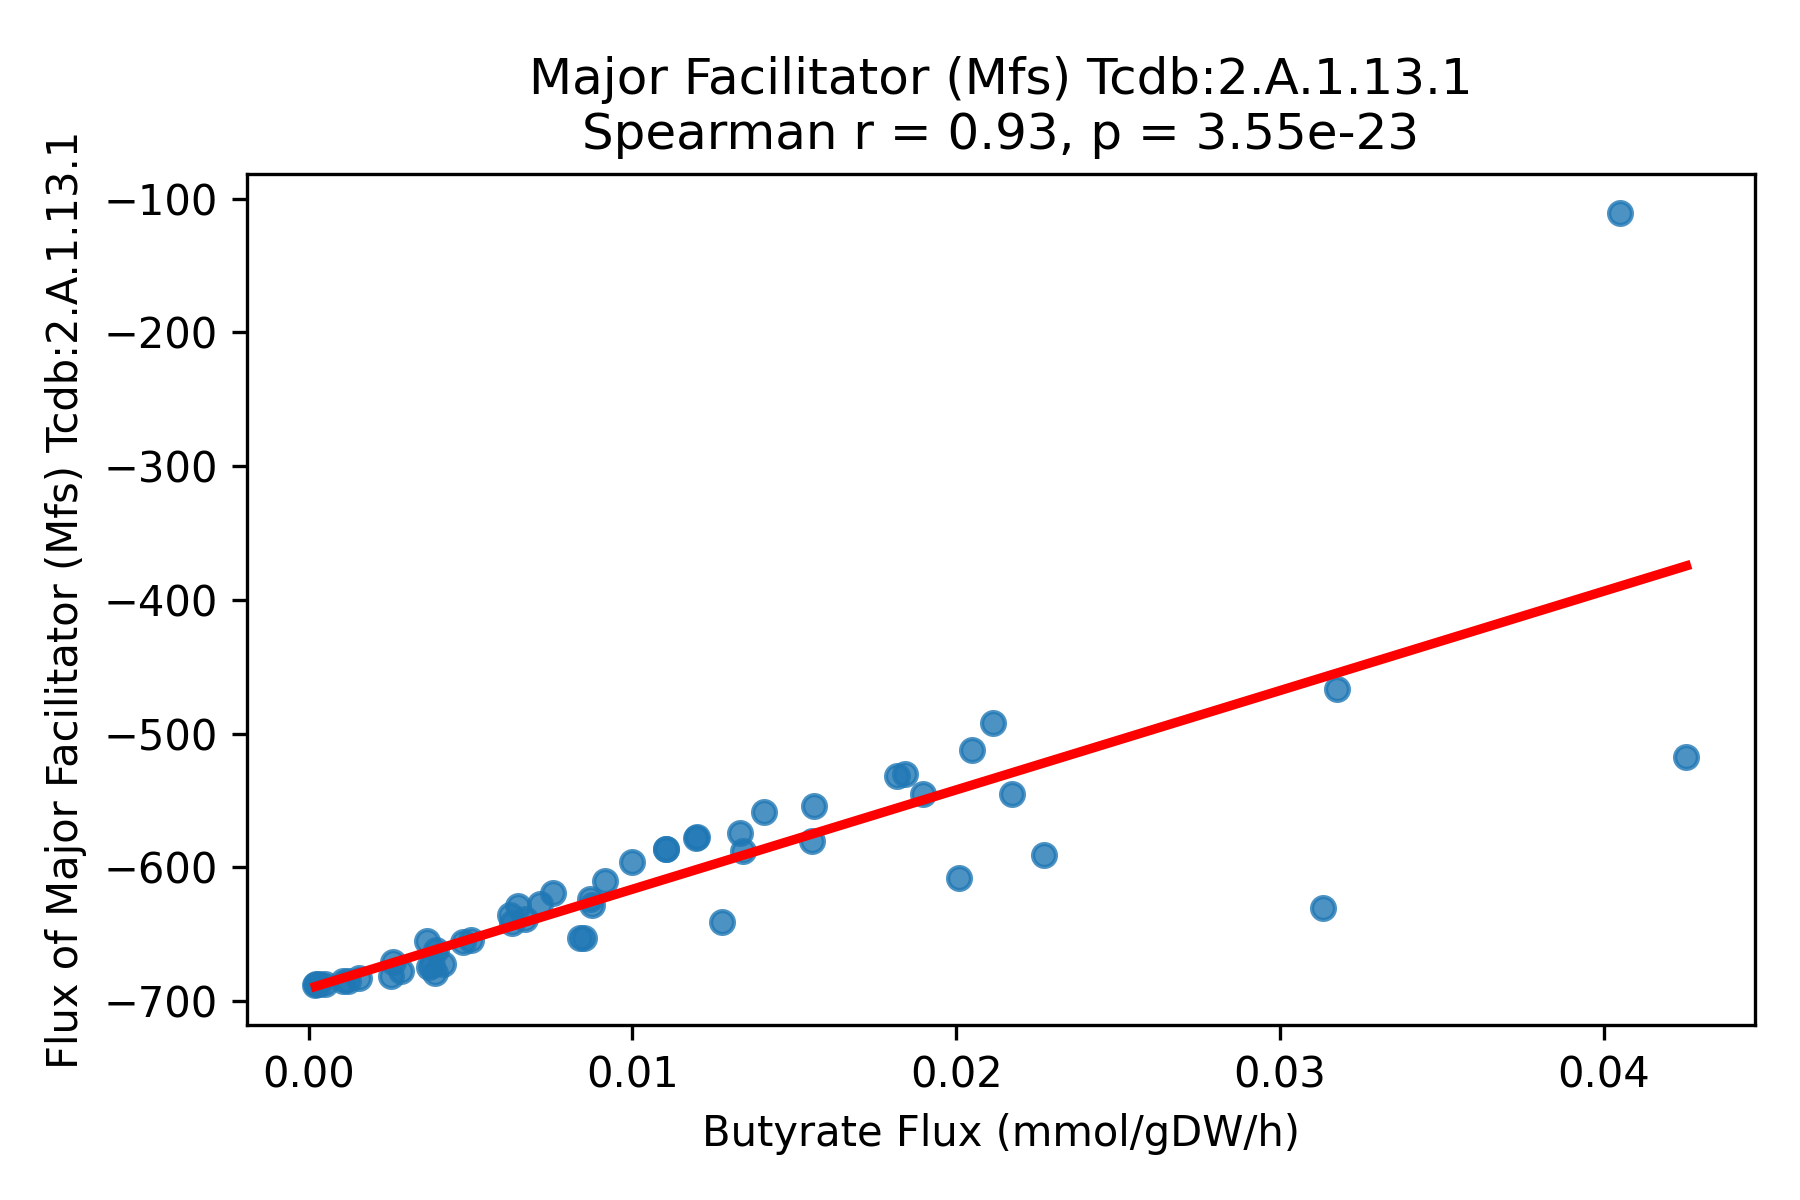 Major Facilitator (Mfs) Tcdb:2.A.1.13.1
Spearman r = 0.93, p = 3.55e-23
Flux of Major Facilitator (Mfs) Tcdb:2.A.1.13.1
−100
−200
−300
−400
−500
−600
−700
0.00 0.01 0.02 0.03 0.04
Butyrate Flux (mmol/gDW/h)